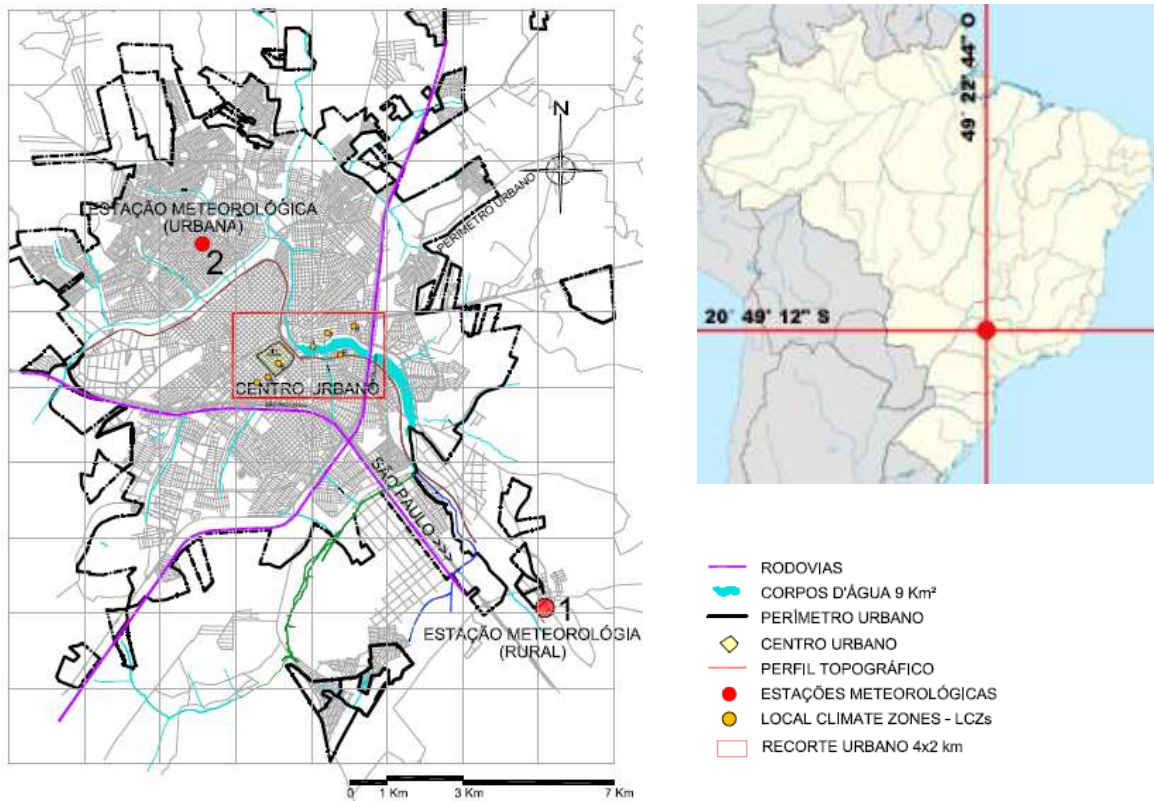 N
ESTAÇÃO METEOROLÓGICA
(URBANA)
2
PERÍMETRO URBANO
CENTRO URBANO
SÃO PAULO >>>
1
ESTAÇÃO METEOROLÓGIA
(RURAL)
0 1 Km 3 Km 7 Km
49° 22' 44" O
20° 49' 12" S
RODOVIAS
CORPOS D'ÁGUA 9 Km²
PERÌMETRO URBANO
CENTRO URBANO
PERFIL TOPOGRÁFICO
ESTAÇÕES METEOROLÓGICAS
LOCAL CLIMATE ZONES - LCZs
RECORTE URBANO 4x2 km